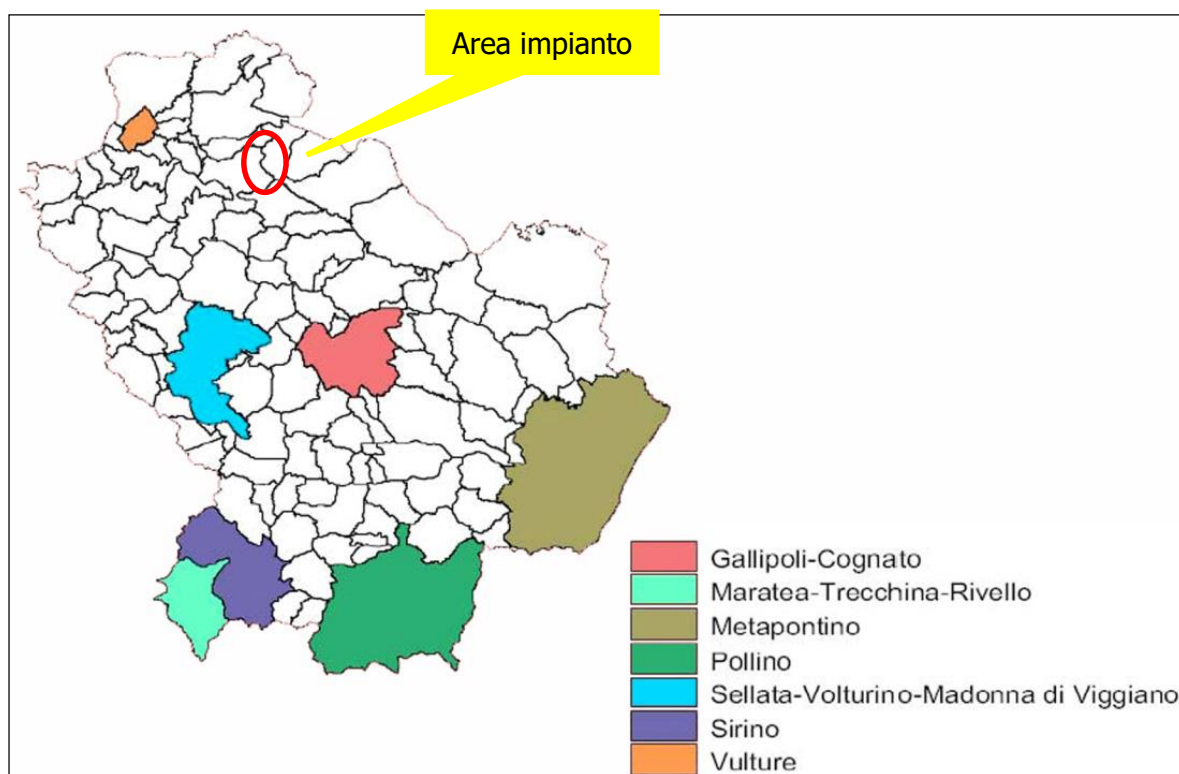 Area impianto
Gallipoli-Cognato
Maratea-Trecchina-Rivello
Metapontino
Pollino
Sellata-Volturino-Madonna di Viggiano
Sirino
Vulture